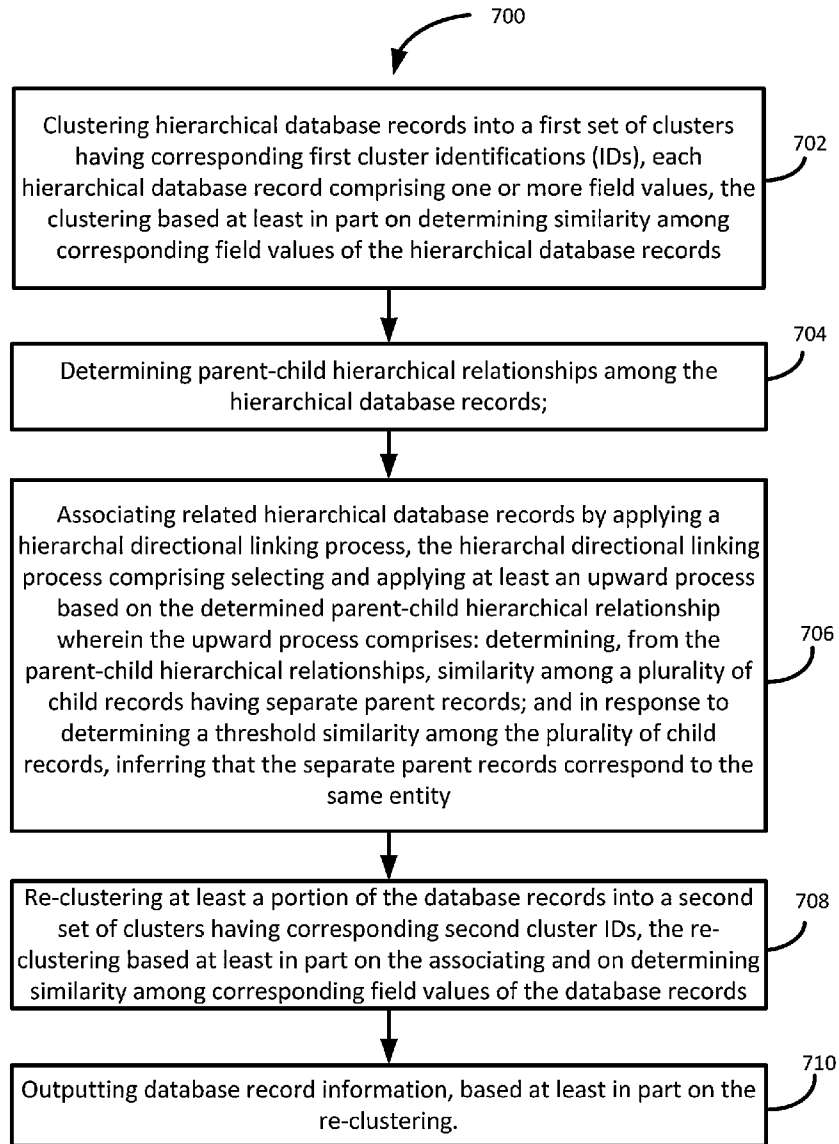 700
Clustering hierarchical database records into a first set of clusters
having corresponding first cluster identifications (IDs), each
hierarchical database record comprising one or more field values, the
clustering based at least in part on determining similarity among
corresponding field values of the hierarchical database records
702
704
Determining parent-child hierarchical relationships among the
hierarchical database records;
Associating related hierarchical database records by applying a
hierarchal directional linking process, the hierarchal directional linking
process comprising selecting and applying at least an upward process
based on the determined parent-child hierarchical relationship
wherein the upward process comprises: determining, from the
parent-child hierarchical relationships, similarity among a plurality of
child records having separate parent records; and in response to
determining a threshold similarity among the plurality of child
records, inferring that the separate parent records correspond to the
same entity
706
Re-clustering at least a portion of the database records into a second
set of clusters having corresponding second cluster IDs, the re-
clustering based at least in part on the associating and on determining
similarity among corresponding field values of the database records
708
710
Outputting database record information, based at least in part on the
re-clustering.